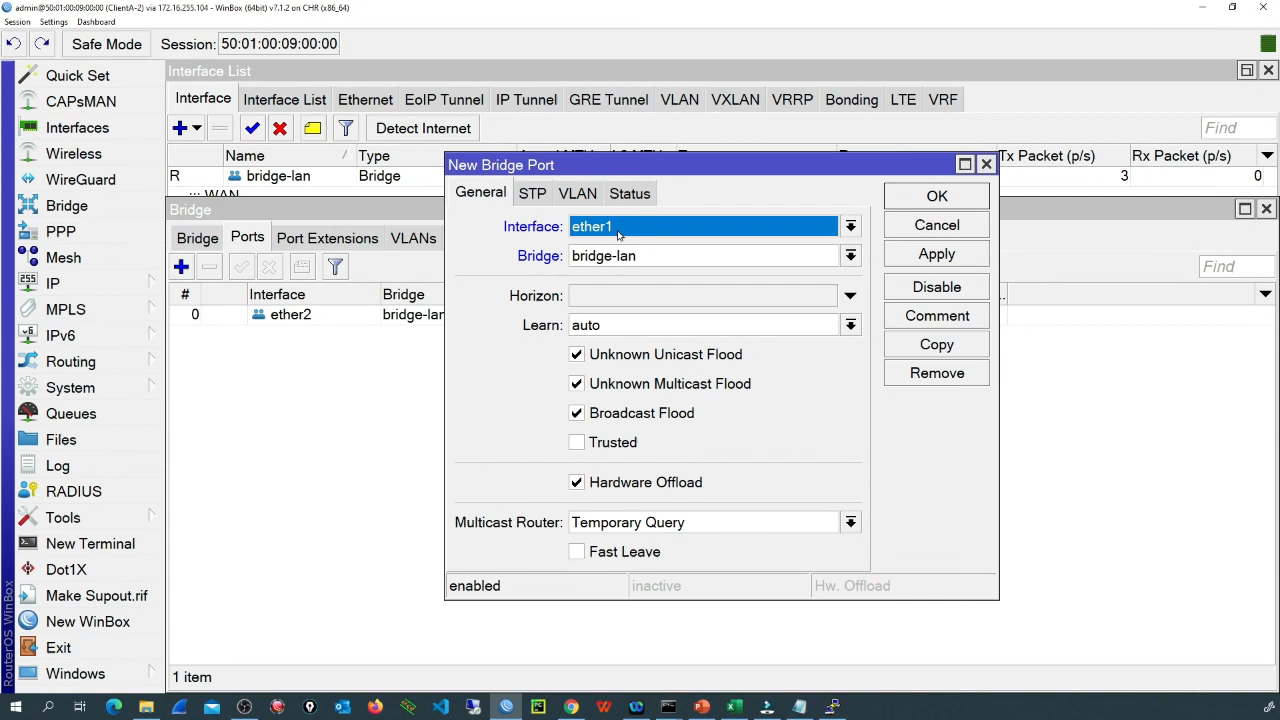 admin@50:01:00:09:00:00 (ClientA-2) via 172.16.255.104 - WinBox (64bit) v7.1.2 on CHR (x86_64)
Session Settings Dashboard
Safe Mode Session: 50:01:00:09:00:00
Quick Set
CAPsMAN
Interfaces
Wireless
WireGuard
Bridge
PPP
Mesh
IP
MPLS
IPv6
Routing
System
Queues
Files
Log
RADIUS
Tools
New Terminal
Dot1X
Make Supout.rif
New WinBox
Exit
Windows
RouterOS WinBox
Interface List
Interface Interface List Ethernet EoIP Tunnel IP Tunnel GRE Tunnel VLAN VXLAN VRRP Bonding LTE VRF
Detect Internet Find
Name / Type Tx Packet (p/s) Rx Packet (p/s)
R bridge-lan Bridge 3 0
::: WAN
Bridge
Bridge Ports Port Extensions VLANs
Find
# Interface Bridge
0 ether2 bridge-lan
1 item
New Bridge Port
General STP VLAN Status
Interface: ether1
Bridge: bridge-lan
Horizon:
Learn: auto
Unknown Unicast Flood
Unknown Multicast Flood
Broadcast Flood
Trusted
Hardware Offload
Multicast Router: Temporary Query
Fast Leave
enabled inactive Hw. Offload
OK
Cancel
Apply
Disable
Comment
Copy
Remove